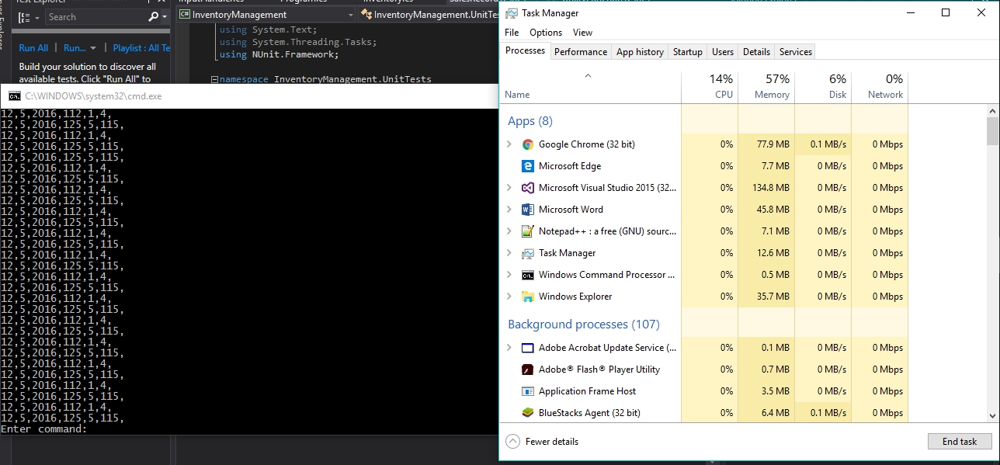 Search
Run All | Run... | Playlist : All Te
Build your solution to discover all
available tests. Click "Run All" to
C# InventoryManagement
InventoryManagement.UnitTes
using System.Text;
using System.Threading.Tasks;
using NUnit.Framework;
namespace InventoryManagement.UnitTests
C:\WINDOWS\system32\cmd.exe
12,5,2016,112,1,4,
12,5,2016,125,5,115,
12,5,2016,112,1,4,
12,5,2016,125,5,115,
12,5,2016,125,5,115,
12,5,2016,112,1,4,
12,5,2016,125,5,115,
12,5,2016,112,1,4,
12,5,2016,125,5,115,
12,5,2016,112,1,4,
12,5,2016,125,5,115,
12,5,2016,112,1,4,
12,5,2016,125,5,115,
12,5,2016,112,1,4,
12,5,2016,125,5,115,
12,5,2016,112,1,4,
12,5,2016,125,5,115,
12,5,2016,112,1,4,
12,5,2016,125,5,115,
12,5,2016,112,1,4,
12,5,2016,125,5,115,
12,5,2016,112,1,4,
12,5,2016,125,5,115,
12,5,2016,112,1,4,
12,5,2016,125,5,115,
12,5,2016,112,1,4,
12,5,2016,125,5,115,
12,5,2016,112,1,4,
12,5,2016,125,5,115,
Enter command:
Task Manager
File Options View
Processes Performance App history Startup Users Details Services
14% 57% 6% 0%
Name CPU Memory Disk Network
Apps (8)
Google Chrome (32 bit) 0% 77.9 MB 0.1 MB/s 0 Mbps
Microsoft Edge 0% 7.7 MB 0 MB/s 0 Mbps
Microsoft Visual Studio 2015 (32... 0% 134.8 MB 0 MB/s 0 Mbps
Microsoft Word 0% 45.8 MB 0 MB/s 0 Mbps
Notepad++ : a free (GNU) sourc... 0% 7.1 MB 0 MB/s 0 Mbps
Task Manager 0% 12.6 MB 0 MB/s 0 Mbps
Windows Command Processor ... 0% 0.5 MB 0 MB/s 0 Mbps
Windows Explorer 0% 35.7 MB 0 MB/s 0 Mbps
Background processes (107)
Adobe Acrobat Update Service (... 0% 0.1 MB 0 MB/s 0 Mbps
Adobe® Flash® Player Utility 0% 0.7 MB 0 MB/s 0 Mbps
Application Frame Host 0% 3.5 MB 0 MB/s 0 Mbps
BlueStacks Agent (32 bit) 0% 6.4 MB 0.1 MB/s 0 Mbps
Fewer details
End task